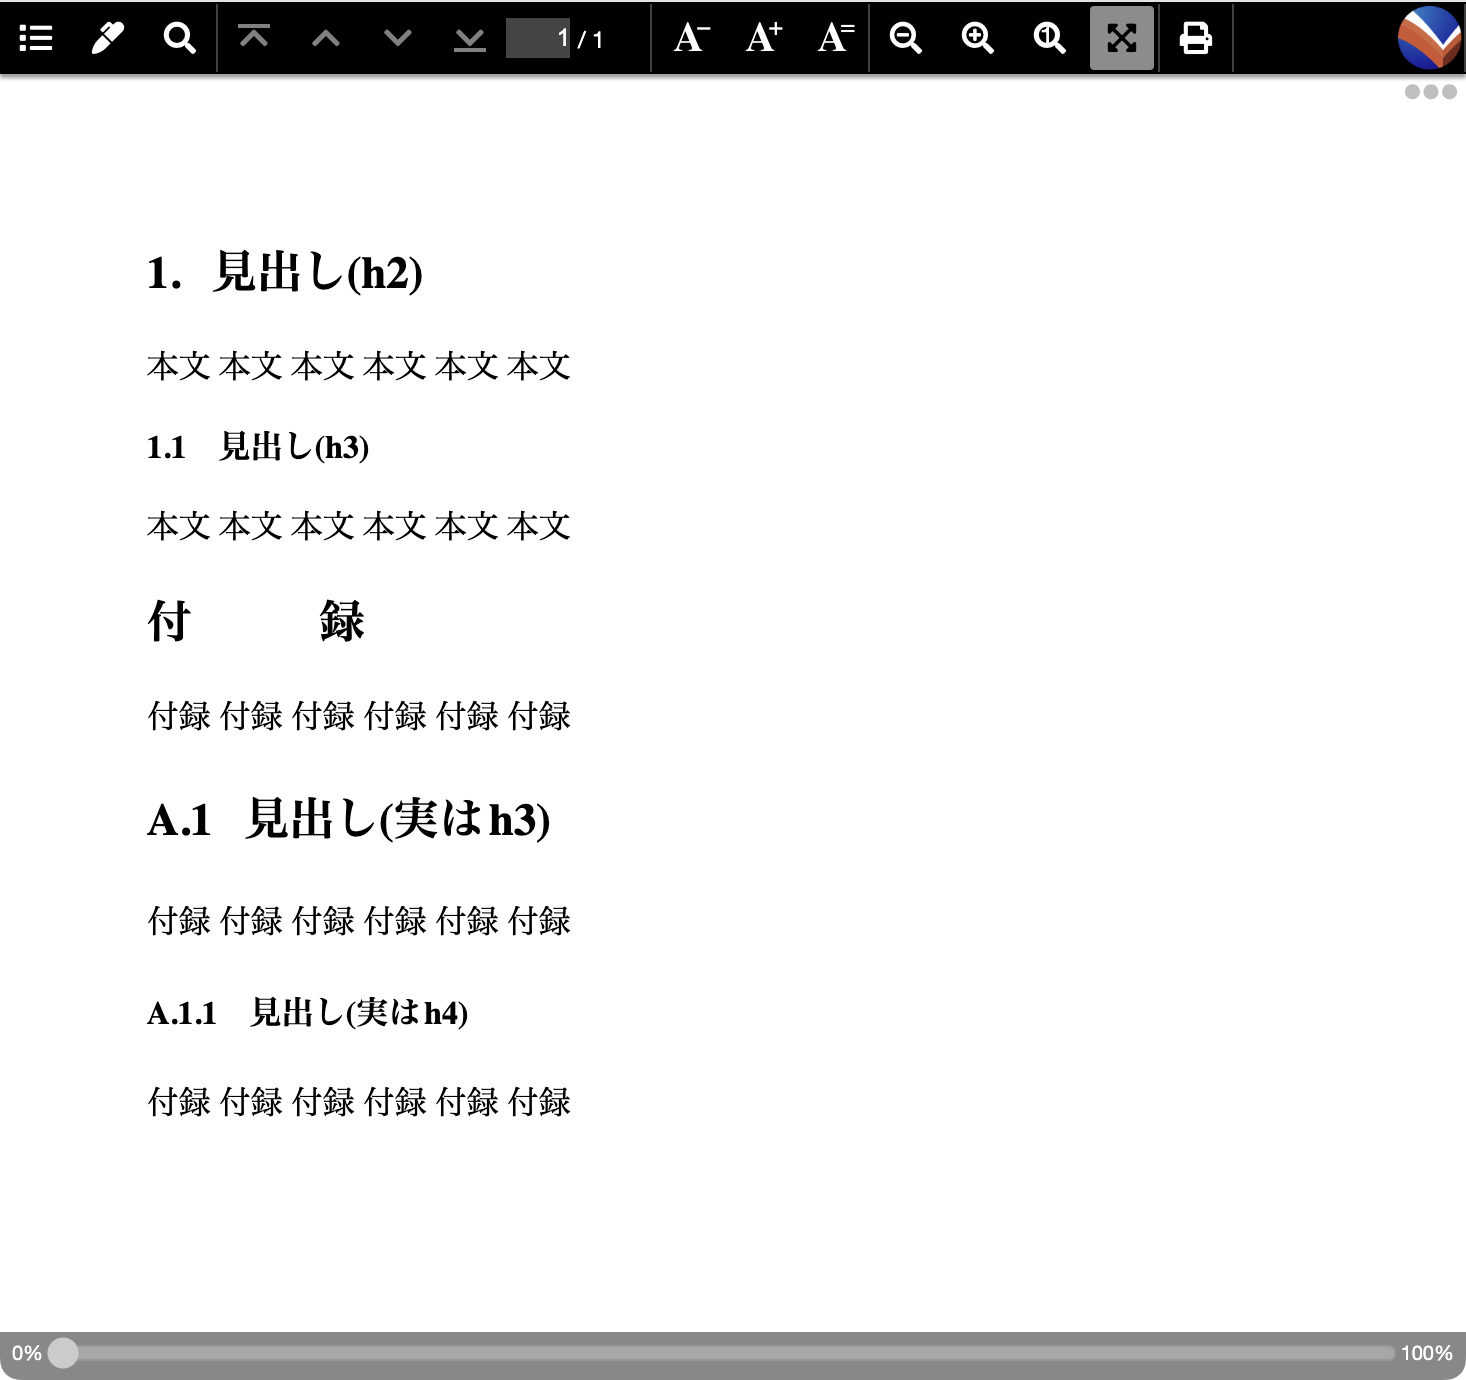 1 / 1
A− A+ A=
1
1. 見出し(h2)
本文 本文 本文 本文 本文 本文
1.1 見出し(h3)
本文 本文 本文 本文 本文 本文
付 録
付録 付録 付録 付録 付録 付録
A.1 見出し(実はh3)
付録 付録 付録 付録 付録 付録
A.1.1 見出し(実はh4)
付録 付録 付録 付録 付録 付録
0% 100%